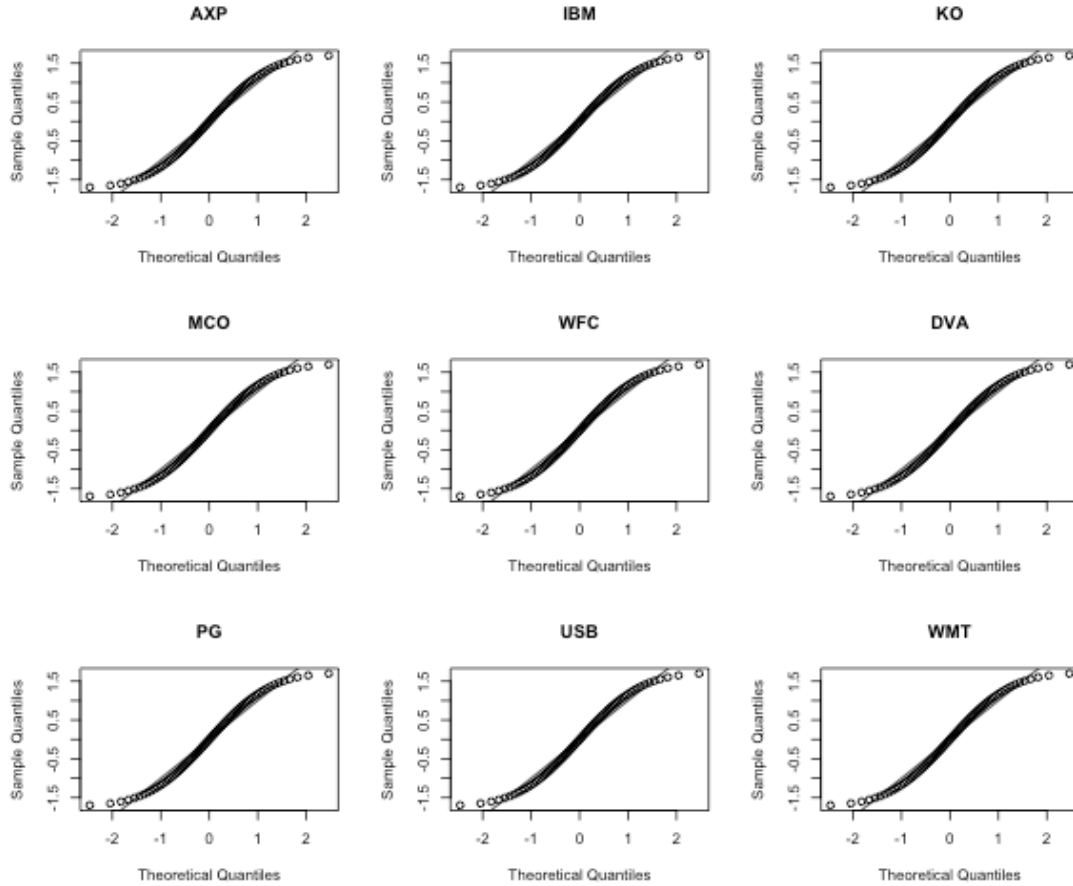 AXP IBM KO
Sample Quantiles Sample Quantiles Sample Quantiles
1.5 1.5 1.5
0.5 0.5 0.5
-0.5 -0.5 -0.5
-1.5 -1.5 -1.5
-2 -1 0 1 2 -2 -1 0 1 2 -2 -1 0 1 2
Theoretical Quantiles Theoretical Quantiles Theoretical Quantiles
MCO WFC DVA
Sample Quantiles Sample Quantiles Sample Quantiles
1.5 1.5 1.5
0.5 0.5 0.5
-0.5 -0.5 -0.5
-1.5 -1.5 -1.5
-2 -1 0 1 2 -2 -1 0 1 2 -2 -1 0 1 2
Theoretical Quantiles Theoretical Quantiles Theoretical Quantiles
PG USB WMT
Sample Quantiles Sample Quantiles Sample Quantiles
1.5 1.5 1.5
0.5 0.5 0.5
-0.5 -0.5 -0.5
-1.5 -1.5 -1.5
-2 -1 0 1 2 -2 -1 0 1 2 -2 -1 0 1 2
Theoretical Quantiles Theoretical Quantiles Theoretical Quantiles